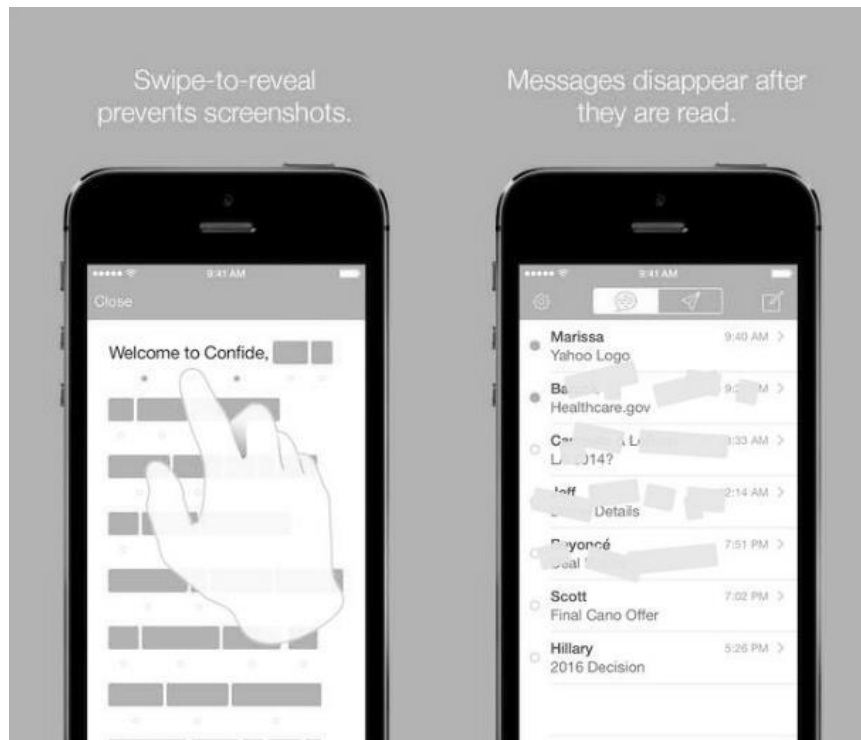 Swipe-to-reveal
prevents screenshots.
9:41 AM
Close
Welcome to Confide,
Messages disappear after
they are read.
9:41 AM
Marissa 9:40 AM
Yahoo Logo
Healthcare.gov
Jeff
Details
Beyoncé 7:51 PM
Scott 7:02 PM
Final Cano Offer
Hillary 5:26 PM
2016 Decision